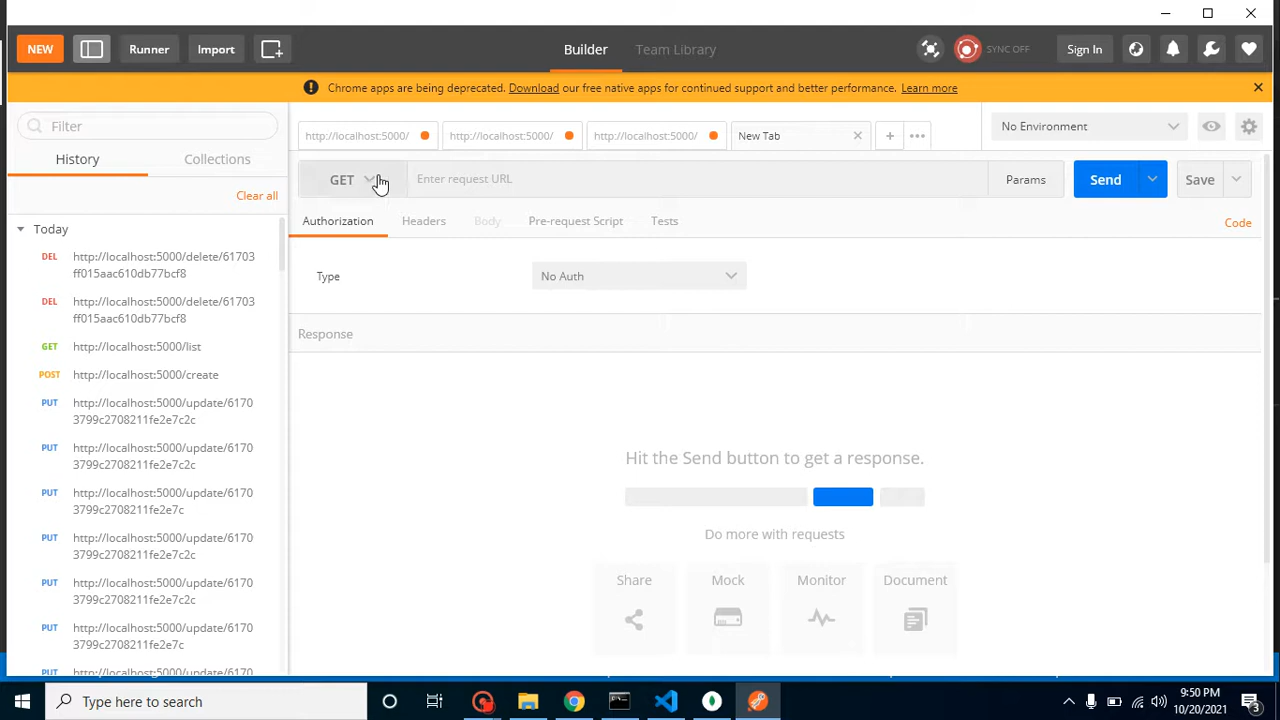 NEW
Runner
Import
Builder
Team Library
SYNC OFF
Sign In
Chrome apps are being deprecated. Download our free native apps for continued support and better performance. Learn more
Filter
History
Collections
Clear all
Today
DEL
http://localhost:5000/delete/61703
ff015aac610db77bcf8
DEL
http://localhost:5000/delete/61703
ff015aac610db77bcf8
GET
http://localhost:5000/list
POST
http://localhost:5000/create
PUT
http://localhost:5000/update/6170
3799c2708211fe2e7c2c
PUT
http://localhost:5000/update/6170
3799c2708211fe2e7c2c
PUT
http://localhost:5000/update/6170
3799c2708211fe2e7c
PUT
http://localhost:5000/update/6170
3799c2708211fe2e7c2c
PUT
http://localhost:5000/update/6170
3799c2708211fe2e7c2c
PUT
http://localhost:5000/update/6170
3799c2708211fe2e7c
PUT
http://localhost:5000/update/6170
http://localhost:5000/
http://localhost:5000/
http://localhost:5000/
New Tab
No Environment
GET
Enter request URL
Params
Send
Save
Authorization
Headers
Body
Pre-request Script
Tests
Code
Type
No Auth
Response
Hit the Send button to get a response.
Do more with requests
Share
Mock
Monitor
Document
Type here to search
9:50 PM
10/20/2021
3